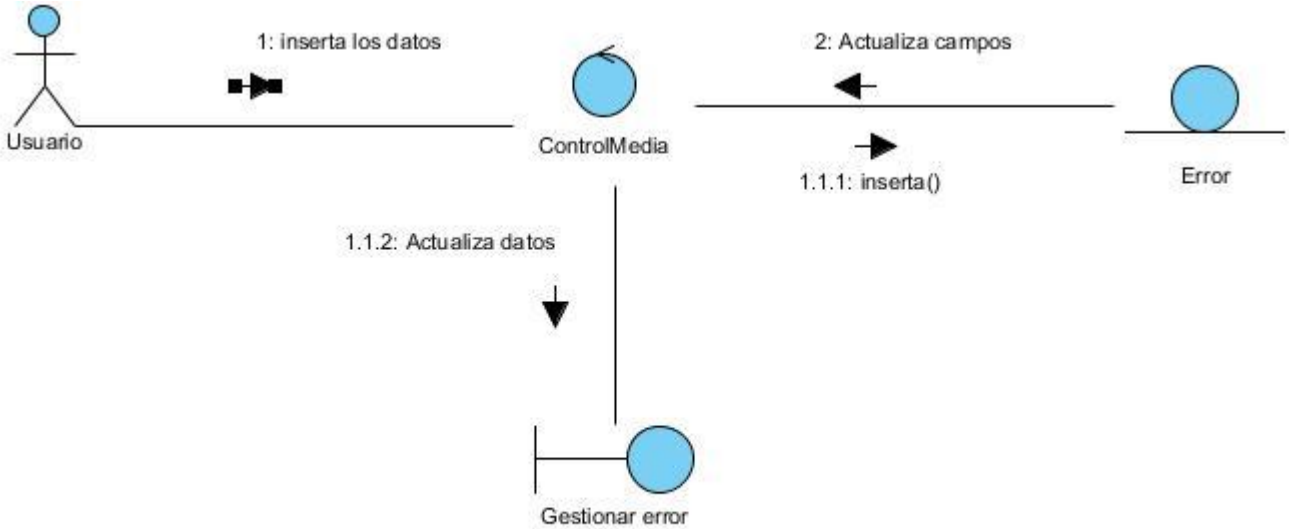 1: inserta los datos
2: Actualiza campos
Usuario
ControlMedia
1.1.1: inserta()
Error
1.1.2: Actualiza datos
Gestionar error